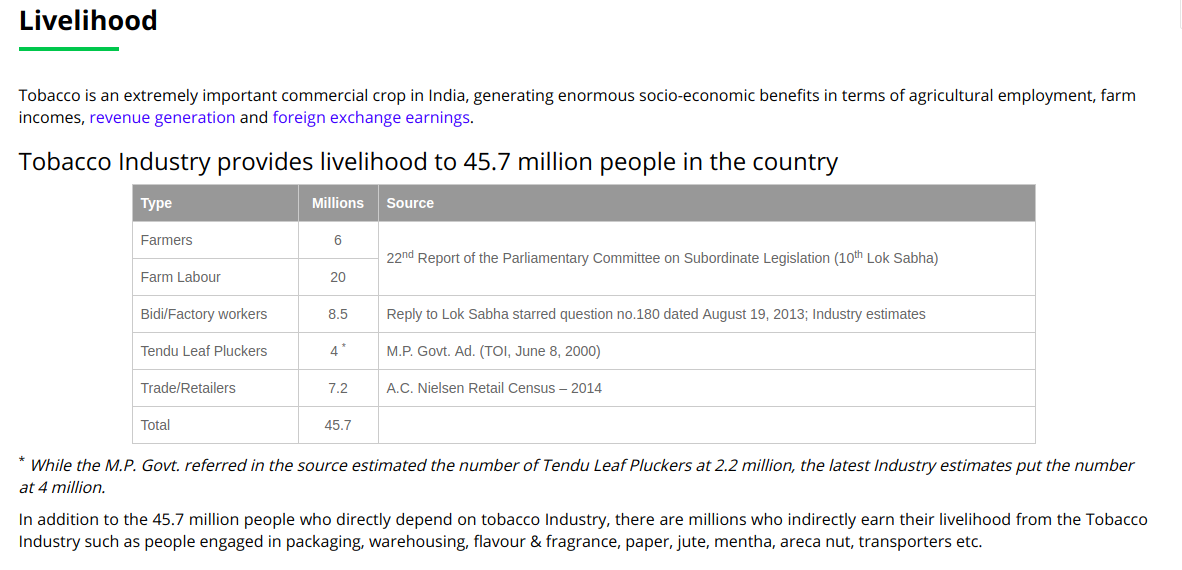 Livelihood
Tobacco is an extremely important commercial crop in India, generating enormous socio-economic benefits in terms of agricultural employment, farm
incomes, revenue generation and foreign exchange earnings.
Tobacco Industry provides livelihood to 45.7 million people in the country
Type Millions Source
Farmers 6
22nd Report of the Parliamentary Committee on Subordinate Legislation (10th Lok Sabha)
Farm Labour 20
Bidi/Factory workers 8.5 Reply to Lok Sabha starred question no.180 dated August 19, 2013; Industry estimates
Tendu Leaf Pluckers 4 * M.P. Govt. Ad. (TOI, June 8, 2000)
Trade/Retailers 7.2 A.C. Nielsen Retail Census – 2014
Total 45.7
* While the M.P. Govt. referred in the source estimated the number of Tendu Leaf Pluckers at 2.2 million, the latest Industry estimates put the number
at 4 million.
In addition to the 45.7 million people who directly depend on tobacco Industry, there are millions who indirectly earn their livelihood from the Tobacco
Industry such as people engaged in packaging, warehousing, flavour & fragrance, paper, jute, mentha, areca nut, transporters etc.